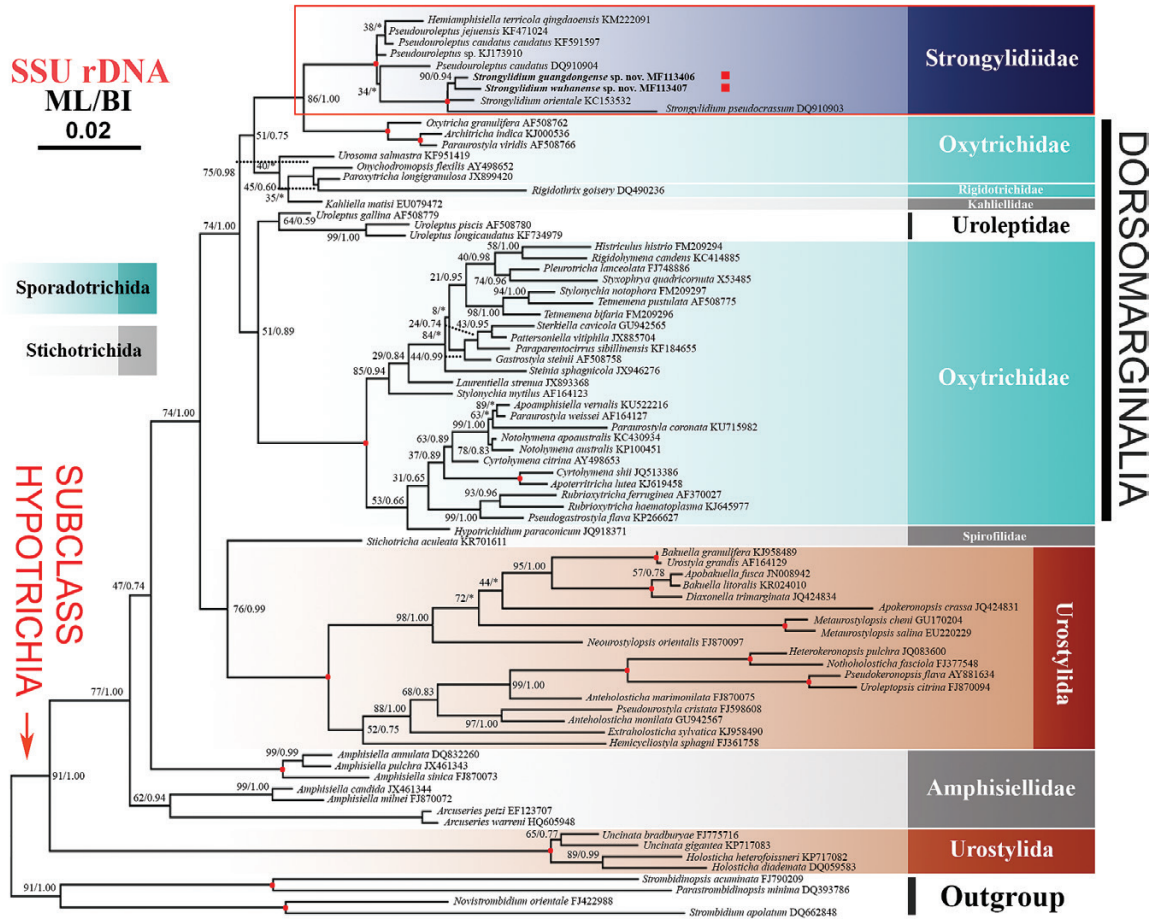 SSU rDNA
ML/BI
0.02
Sporadotrichida
Stichotrichida
SUBCLASS
HYPOTRICHIA
Hemiamphisiella terricola qingdaoensis KM222091
38/*
Pseudouroleptus jejuensis KF471024
Pseudouroleptus caudatus caudatus KF591597
Pseudouroleptus sp. KJ173910
Pseudouroleptus caudatus DQ910904
90/0.94
Strongylidium guangdongense sp. nov. MF113406
Strongylidium wuhanense sp. nov. MF113407
34/*
Strongylidium orientale KC153532
Strongylidium pseudocrassum DQ910903
Strongylidiidae
86/1.00
Oxytricha granulifera AF508762
Architricha indica KJ000536
Paraurostyla viridis AF508766
Oxytrichidae
51/0.75
Urosoma salmastra KF951419
40/*
Onychodromopsis flexilis AY498652
75/0.98
Paroxytricha longigranulosa JX899420
45/0.60
Rigidothrix goisery DQ490236
Rigidotrichidae
35/*
Kahliella matisi EU079472
Kahliellidae
Uroleptus gallina AF508779
64/0.59
Uroleptus piscis AF508780
99/1.00
Uroleptus longicaudatus KF734979
Uroleptidae
74/1.00
58/1.00
Histriculus histrio FM209294
40/0.98
Rigidohymena candens KC414885
Pleurotricha lanceolata FJ748886
21/0.95
74/0.96
Styxophrya quadricornuta X53485
94/1.00
Stylonychia notophora FM209297
Tetmemena pustulata AF508775
98/1.00
Tetmemena bifaria FM209296
8/*
24/0.74
43/0.95
Sterkiella cavicola GU942565
84/*
Pattersoniella vitiphila JX885704
Paraparentocirrus sibillinensis KF184655
44/0.99
Gastrostyla steinii AF508758
51/0.89
29/0.84
Steinia sphagnicola JX946276
85/0.94
Laurentiella strenua JX893368
Stylonychia mytilus AF164123
Oxytrichidae
89/*
Apoamphisiella vernalis KU522216
63/*
Paraurostyla weissei AF164127
99/1.00
Paraurostyla coronata KU715982
63/0.89
Notohymena apoaustralis KC430934
78/0.83
Notohymena australis KP100451
37/0.89
Cyrtohymena citrina AY498653
Cyrtohymena shii JQ513386
31/0.65
Apoterritricha lutea KJ619458
93/0.96
Rubrioxytricha ferruginea AF370027
53/0.66
Rubrioxytricha haematoplasma KJ645977
99/1.00
Pseudogastrostyla flava KP266627
Hypotrichidium paraconicum JQ918371
Spirofilidae
DORSOMARGINALIA
74/1.00
Stichotricha aculeata KR701611
76/0.99
Bakuella granulifera KJ958489
Urostyla grandis AF164129
95/1.00
57/0.78
Apobakuella fusca JN008942
44/*
Bakuella litoralis KR024010
72/*
Diaxonella trimarginata JQ424834
Apokeronopsis crassa JQ424831
98/1.00
Metaurostylopsis cheni GU170204
Metaurostylopsis salina EU220229
Neourostylopsis orientalis FJ870097
Heterokeronopsis pulchra JQ083600
Nothoholosticha fasciola FJ377548
Pseudokeronopsis flava AY881634
99/1.00
Uroleptopsis citrina FJ870094
68/0.83
Anteholosticha marimonilata FJ870075
88/1.00
Pseudourostyla cristata FJ598608
97/1.00
Anteholosticha monilata GU942567
52/0.75
Extraholosticha sylvatica KJ958490
Hemicycliostyla sphagni FJ361758
Urostylida
47/0.74
77/1.00
99/0.99
Amphisiella annulata DQ832260
Amphisiella pulchra JX461343
Amphisiella sinica FJ870073
91/1.00
99/1.00
Amphisiella candida JX461344
62/0.94
Amphisiella milnei FJ870072
Arcuseries petzi EF123707
Arcuseries warreni HQ605948
Amphisiellidae
65/0.77
Uncinata bradburyae FJ775716
Uncinata gigantea KP717083
89/0.99
Holosticha heterofoissneri KP717082
Holosticha diademata DQ059583
Urostylida
Strombidinopsis acuminata FJ790209
91/1.00
Parastrombidinopsis minima DQ393786
Novistrombidium orientale FJ422988
Strombidium apolatum DQ662848
Outgroup